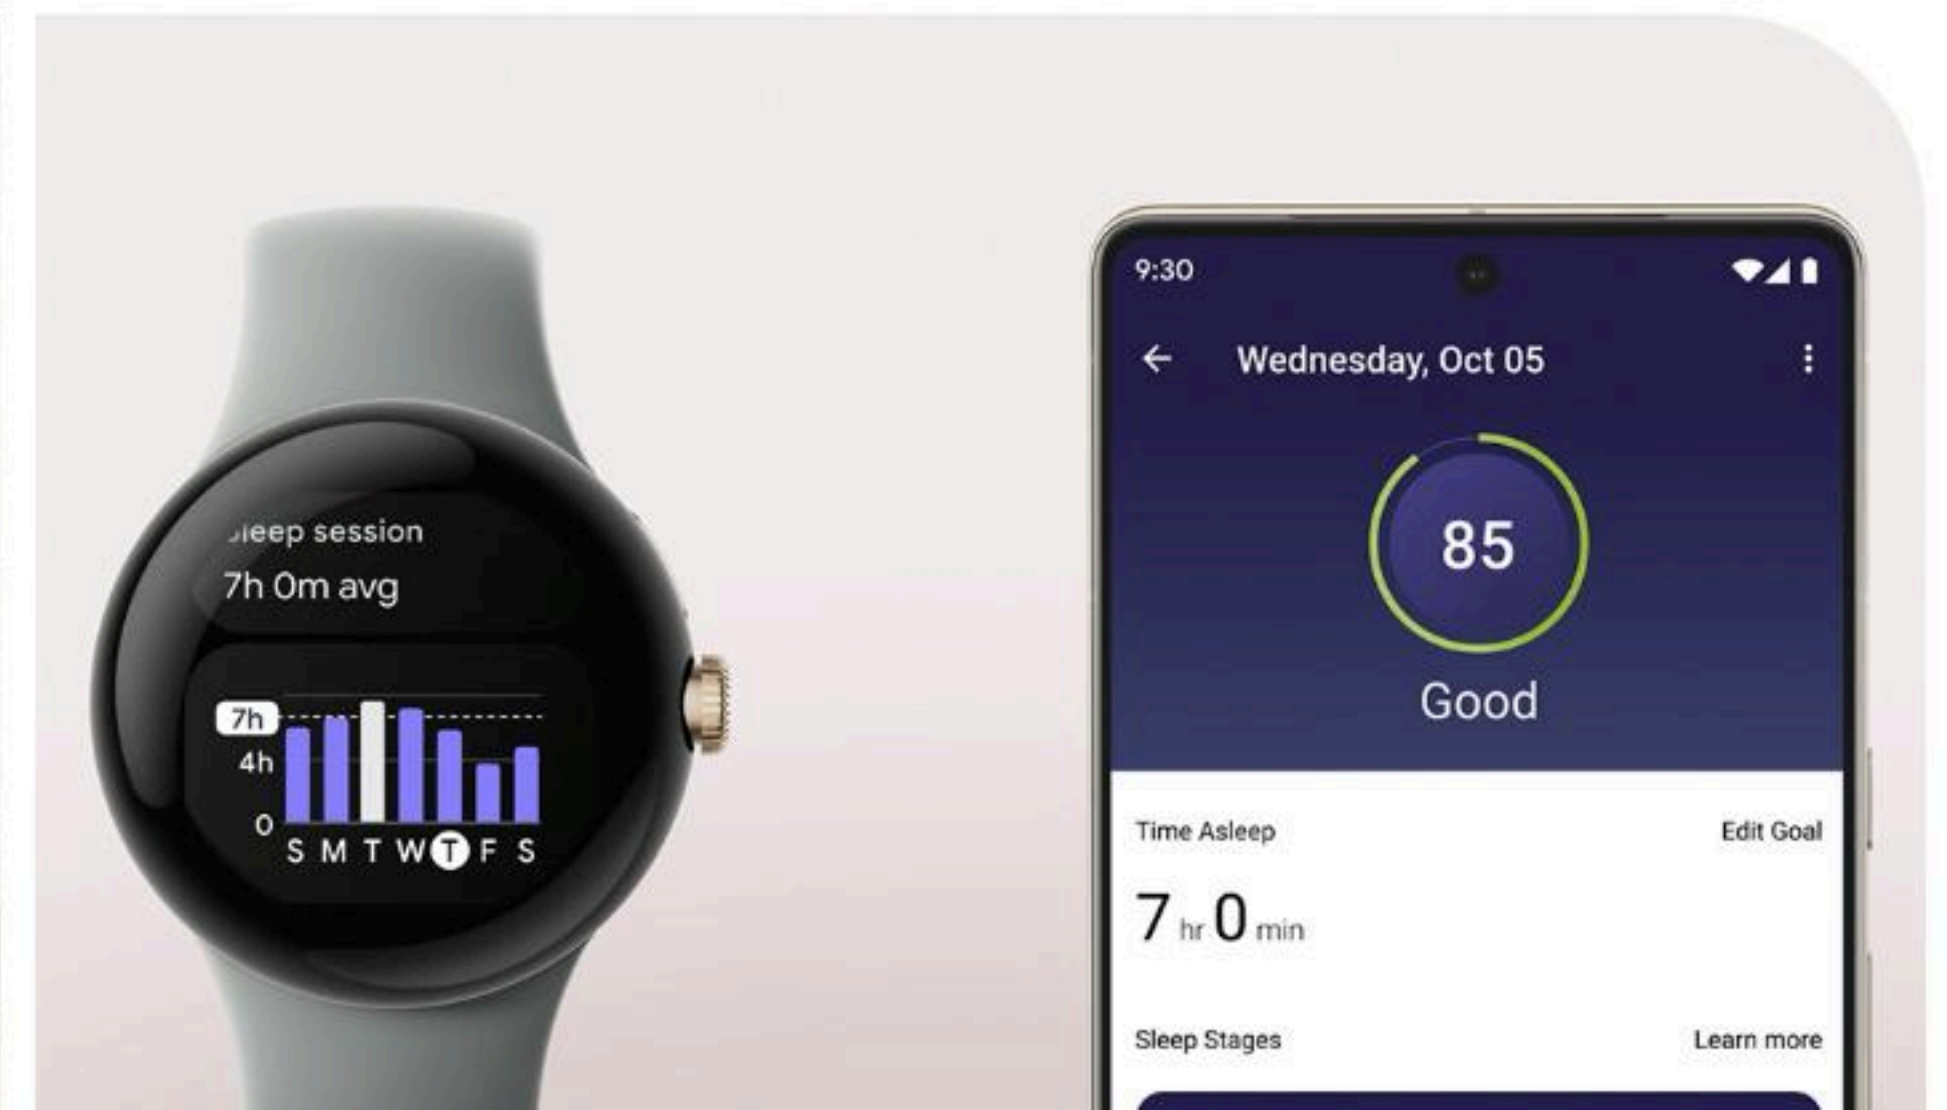 session
7h 0m avg
7h
4h
0
S M T W T F S
9:30
Wednesday, Oct 05
85
Good
Time Asleep
Edit Goal
7 hr 0 min
Sleep Stages
Learn more